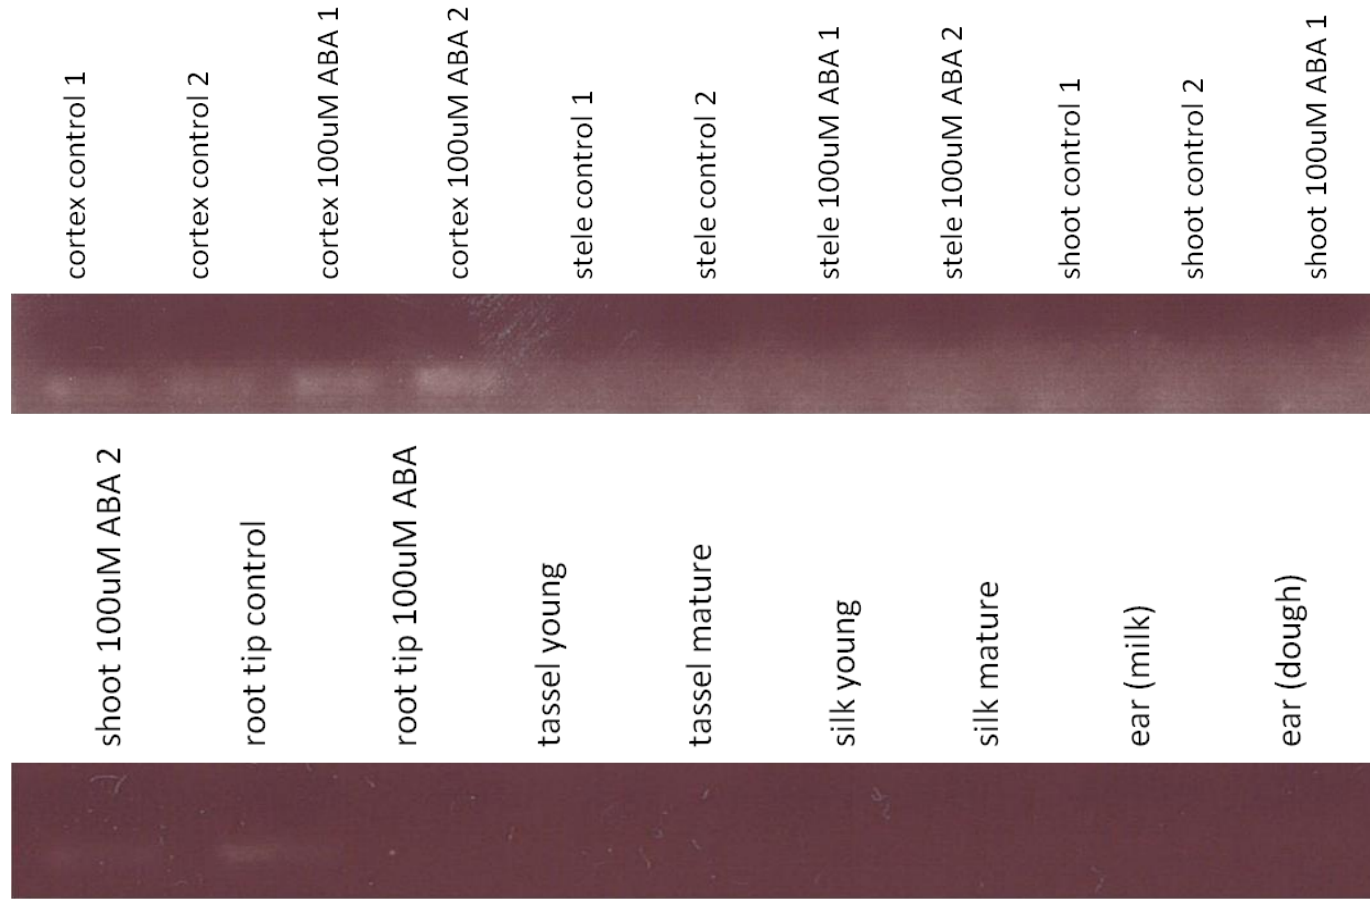 cortex control 1
cortex control 2
cortex 100uM ABA 1
cortex 100uM ABA 2
stele control 1
stele control 2
stele 100uM ABA 1
stele 100uM ABA 2
shoot control 1
shoot control 2
shoot 100uM ABA 1
shoot 100uM ABA 2
root tip control
root tip 100uM ABA
tassel young
tassel mature
silk young
silk mature
ear (milk)
ear (dough)